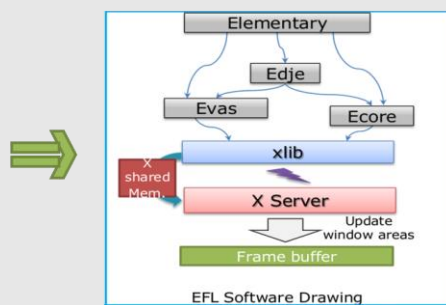 Elementary
Edje
Evas
Ecore
xlib
X
shared
Mem.
X Server
Update
window areas
Frame buffer
EFL Software Drawing